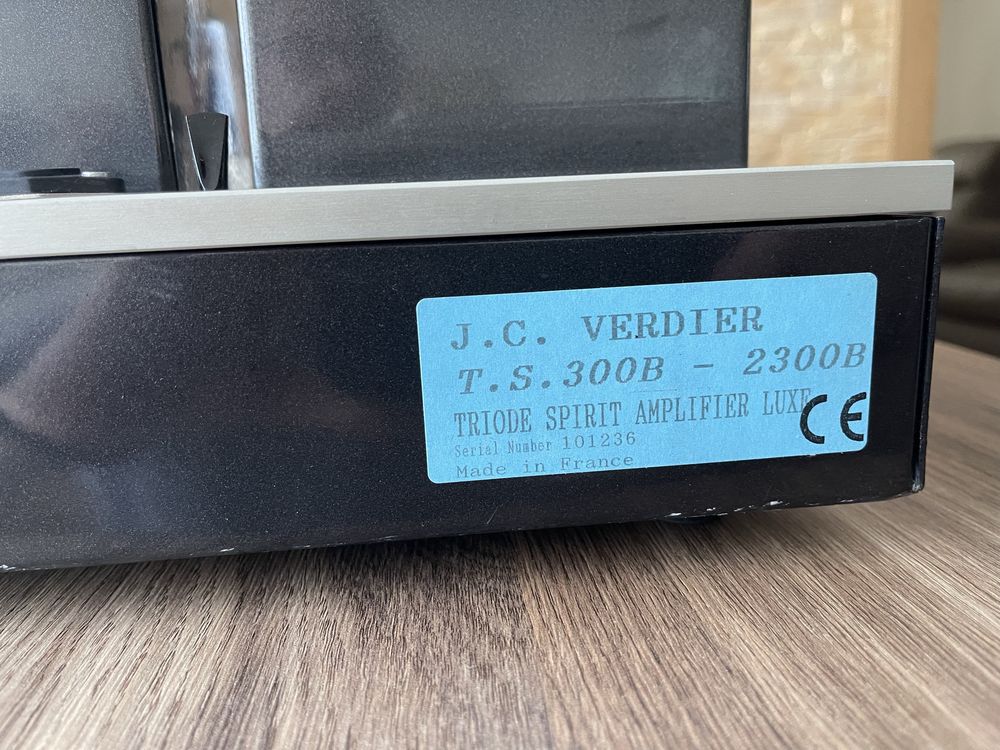 J.C. VERDIER
T.S.300B - 2300B
TRIODE SPIRIT AMPLIFIER LUXE
Serial Number 101236
Made in France
CE